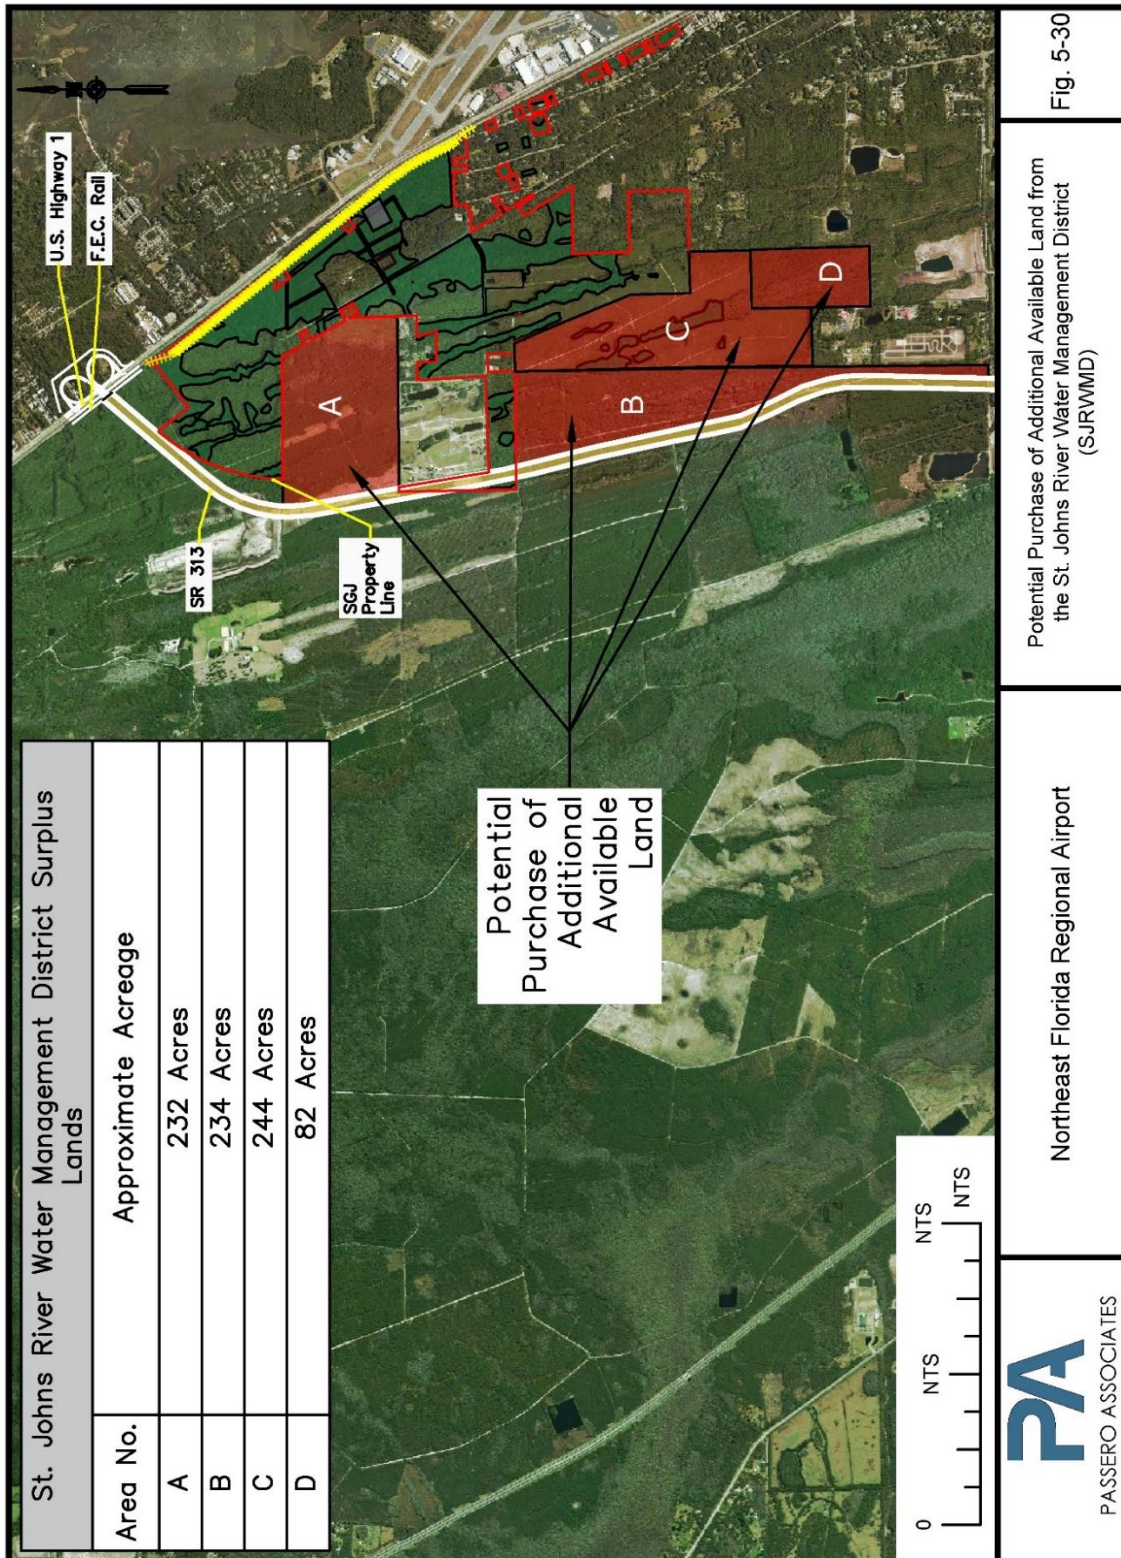 St. Johns River Water Management District Surplus
Lands
Area No. Approximate Acreage
A 232 Acres
B 234 Acres
C 244 Acres
D 82 Acres
U.S. Highway 1
F.E.C. Rail
SR 313
SGJ
Property
Line
N
A
B
C
D
Potential
Purchase of
Additional
Available
Land
0 NTS NTS
NTS
PA
PASSERO ASSOCIATES
Northeast Florida Regional Airport
Potential Purchase of Additional Available Land from
the St. Johns River Water Management District
(SJRWMD)
Fig. 5-30